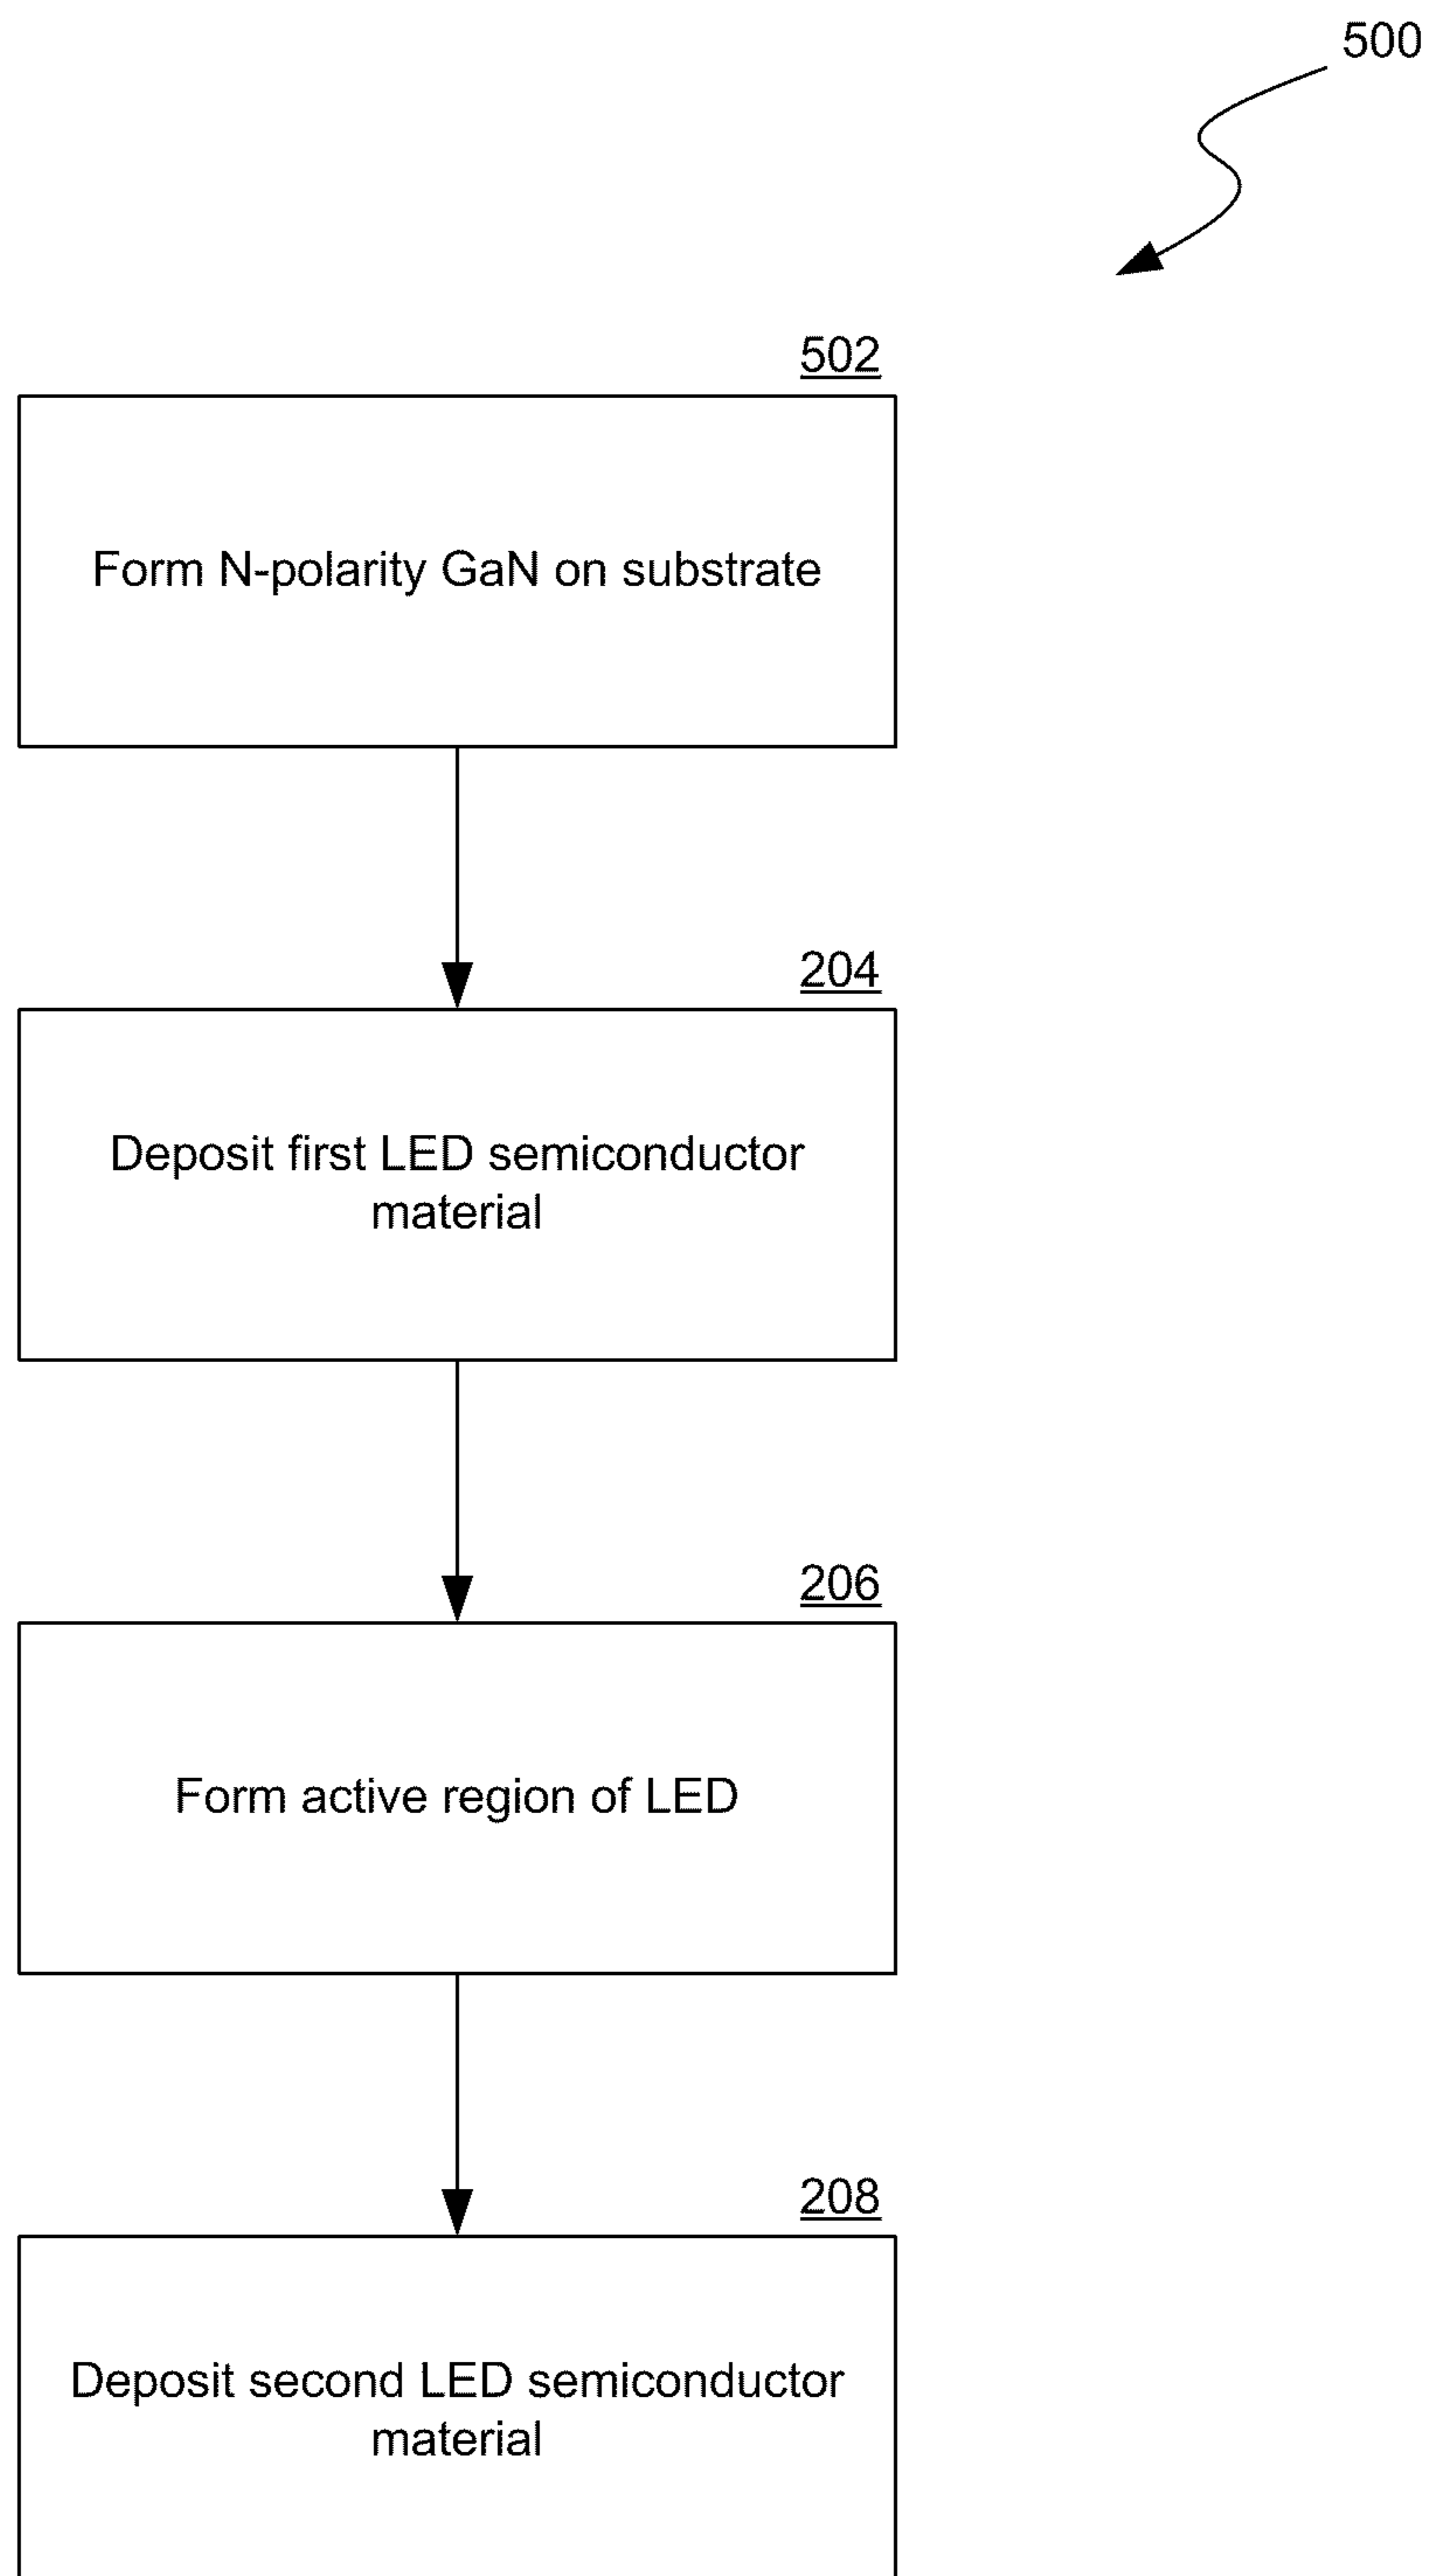 500
502
Form N-polarity GaN on substrate
204
Deposit first LED semiconductor
material
206
Form active region of LED
208
Deposit second LED semiconductor
material